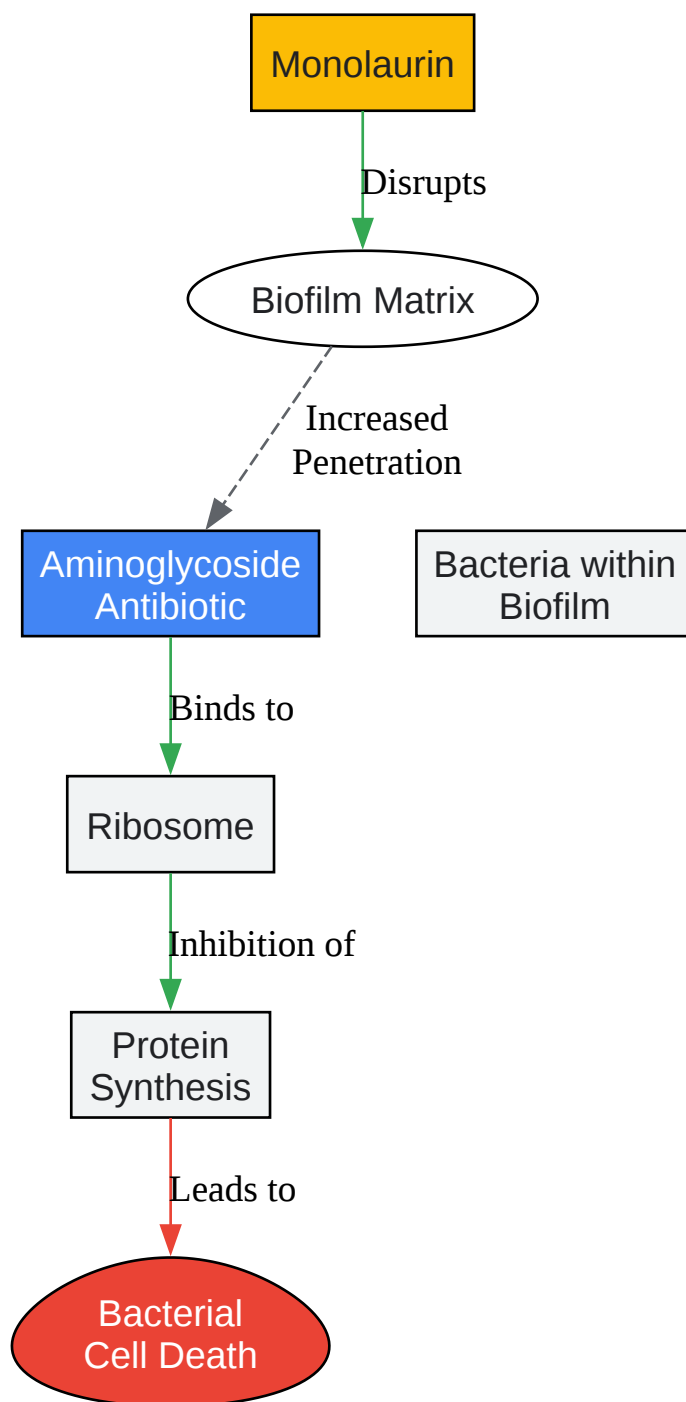 Monolaurin
Disrupts
Biofilm Matrix
Increased
Penetration
Aminoglycoside
Antibiotic
Bacteria within
Biofilm
Binds to
Ribosome
Inhibition of
Protein
Synthesis
Leads to
Bacterial
Cell Death